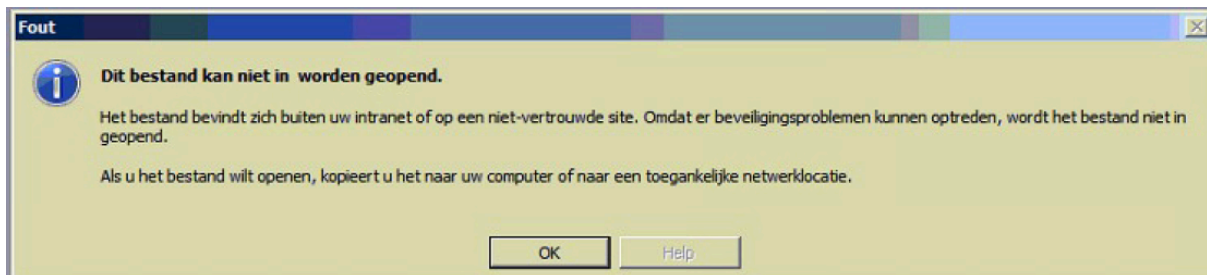 Fout
Dit bestand kan niet in worden geopend.
Het bestand bevindt zich buiten uw intranet of op een niet-vertrouwde site. Omdat er beveiligingsproblemen kunnen optreden, wordt het bestand niet in
geopend.
Als u het bestand wilt openen, kopieert u het naar uw computer of naar een toegankelijke netwerklocatie.
OK
Help